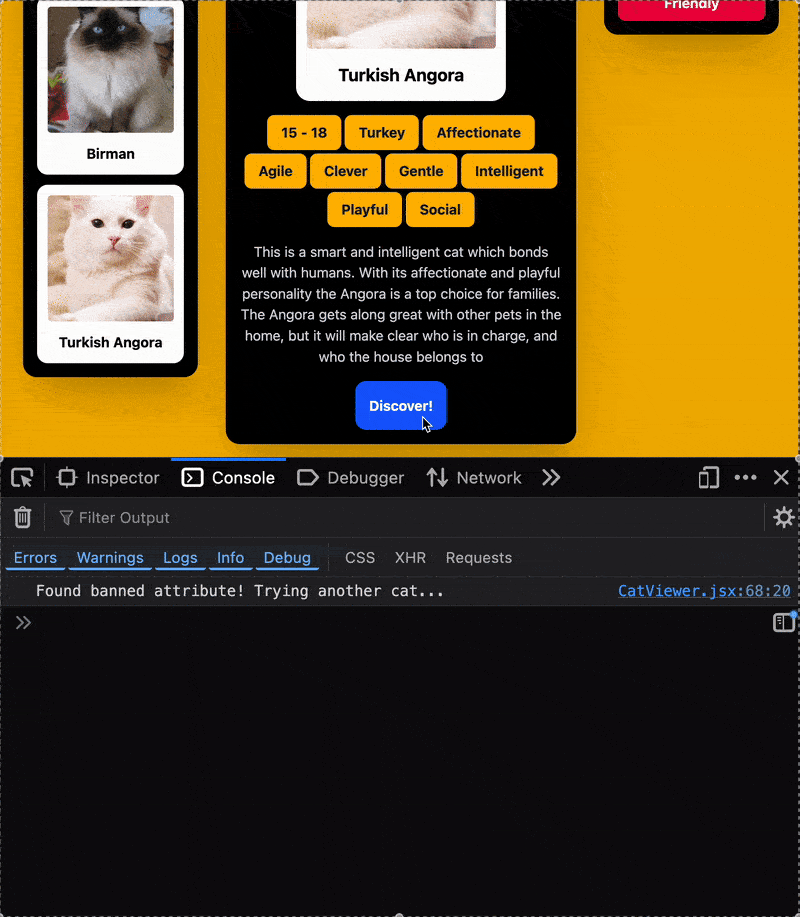 Birman
Turkish Angora
Turkish Angora
15 - 18
Turkey
Affectionate
Agile
Clever
Gentle
Intelligent
Playful
Social
This is a smart and intelligent cat which bonds
well with humans. With its affectionate and playful
personality the Angora is a top choice for families.
The Angora gets along great with other pets in the
home, but it will make clear who is in charge, and
who the house belongs to
Discover!
Friendly
Inspector
Console
Debugger
Network
Filter Output
Errors
Warnings
Logs
Info
Debug
CSS
XHR
Requests
Found banned attribute! Trying another cat...
CatViewer.jsx:68:20